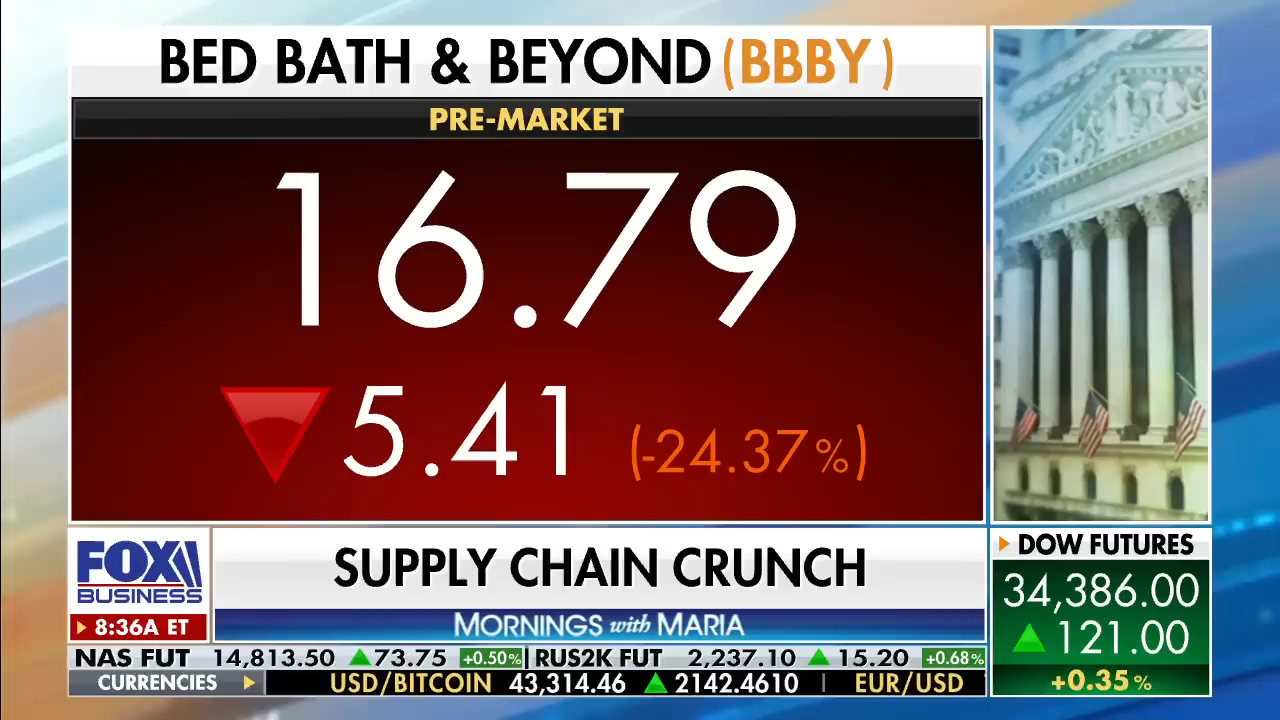 BED BATH & BEYOND (BBBY)
PRE-MARKET
16.79
▼ 5.41 (-24.37%)
FOX BUSINESS
8:36A ET
SUPPLY CHAIN CRUNCH
MORNINGS with MARIA
DOW FUTURES
34,386.00
▲ 121.00
+0.35%
NAS FUT 14,813.50 ▲ 73.75 +0.50% | RUS2K FUT 2,237.10 ▲ 15.20 +0.68%
CURRENCIES USD/BITCOIN 43,314.46 ▲ 2142.4610 | EUR/USD